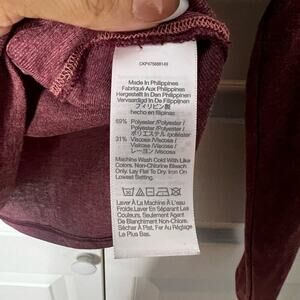 Made In Philippines
Fabriqué Aux Philippines
Hergestellt In Den Philippinen
Vervaardigd In De Filippijnen
フィリピン製
hecho en filipinas
69% Polyester /Polyester /
Polyester /Polyester /
ポリエステル /poliéster
31% Viscose /Viscose /
Viskose /Viscose /
レーヨン /viscosa
Machine Wash Cold With Like
Colors. Non-Chlorine Bleach
Only. Lay Flat To Dry. Iron On
Lowest Setting.
Laver À La Machine À L'eau
Froide.Laver En Séparant Les
Couleurs. Seulement Agent
De Blanchiment Non-Chloré.
Sécher À Plat. Fer Au Réglage
Le Plus Bas.